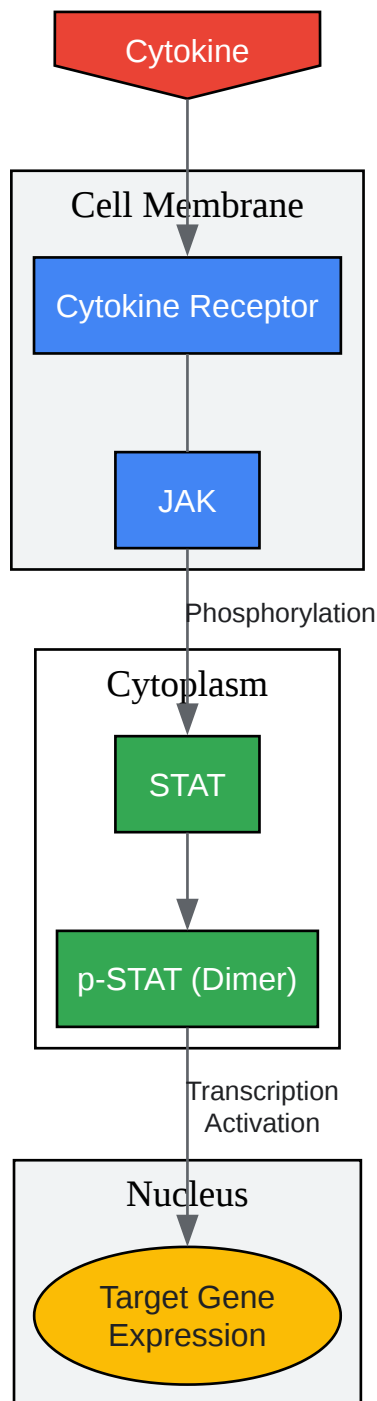 Cytokine
Cell Membrane
Cytokine Receptor
JAK
Phosphorylation
Cytoplasm
STAT
p-STAT (Dimer)
Transcription
Activation
Nucleus
Target Gene
Expression